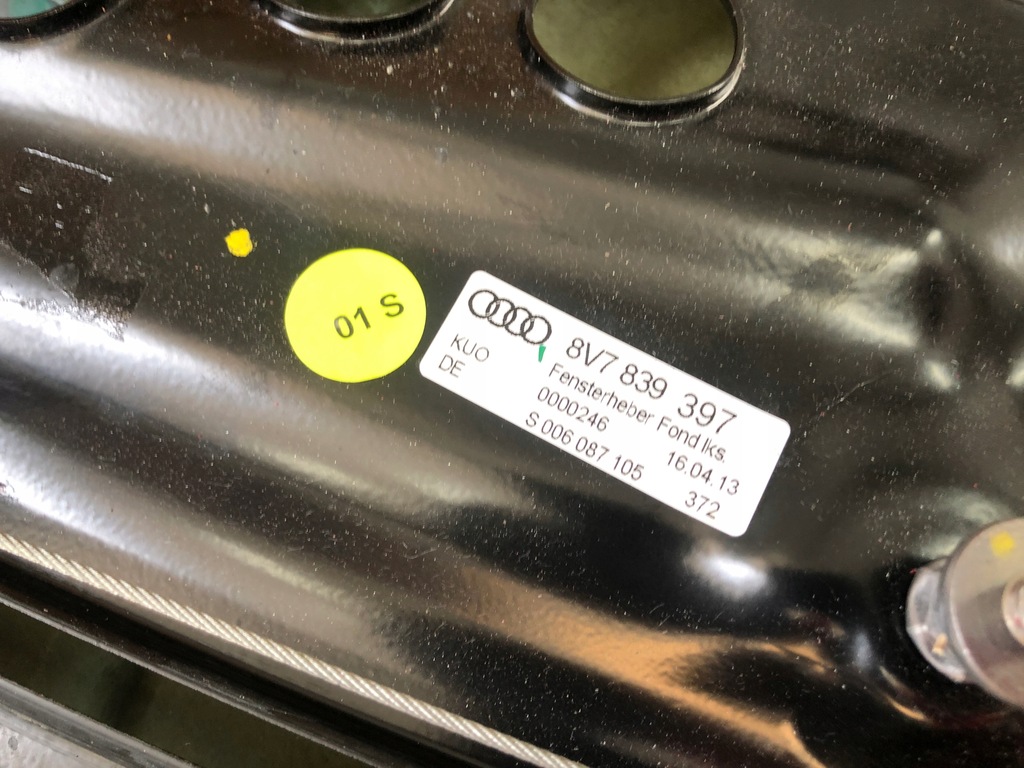 01 S
8V7 839 397
KUO Fensterheber Fond lks.
DE 0000246 16.04.13
S 006 087 105 372